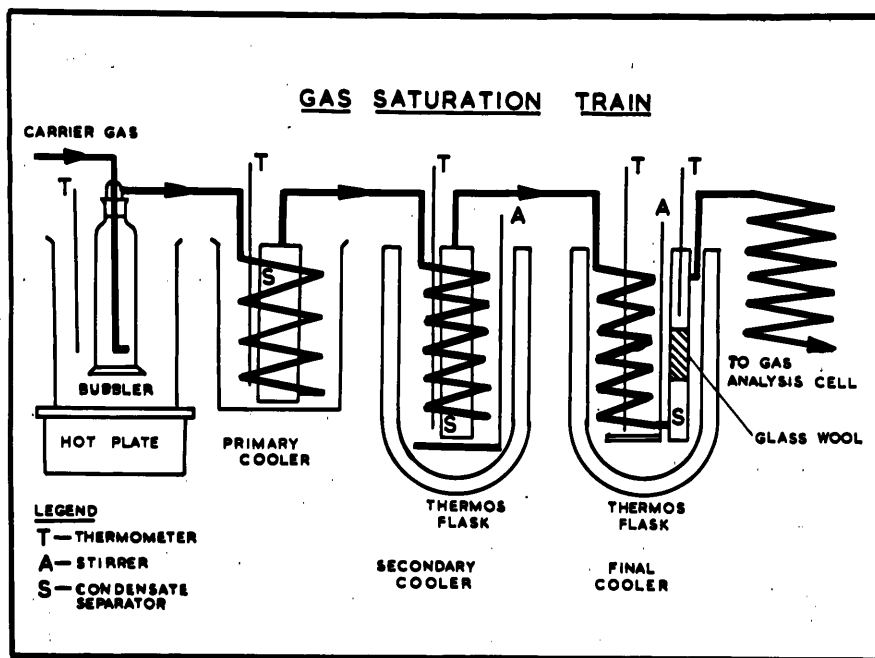 GAS SATURATION TRAIN
CARRIER GAS
T
T
T
A
T
A
T
S
S
S
BUBBLER
HOT PLATE
PRIMARY
COOLER
THERMOS
FLASK
SECONDARY
COOLER
THERMOS
FLASK
FINAL
COOLER
TO GAS
ANALYSIS CELL
GLASS WOOL
LEGEND
T — THERMOMETER
A — STIRRER
S — CONDENSATE
SEPARATOR